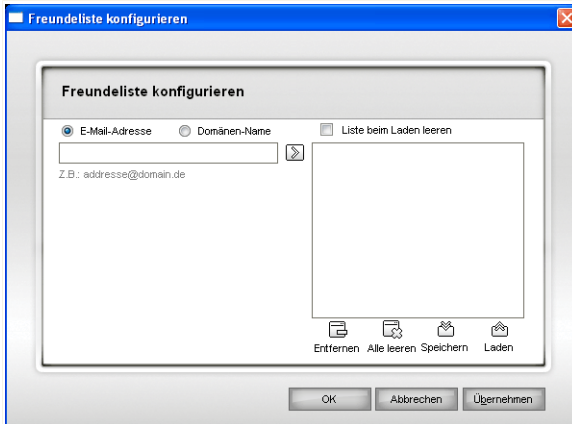 Freundeliste konfigurieren
Freundeliste konfigurieren
E-Mail-Adresse Domänen-Name Liste beim Laden leeren
Z.B.: addresse@domain.de
Entfernen Alle leeren Speichern Laden
OK Abbrechen Übernehmen